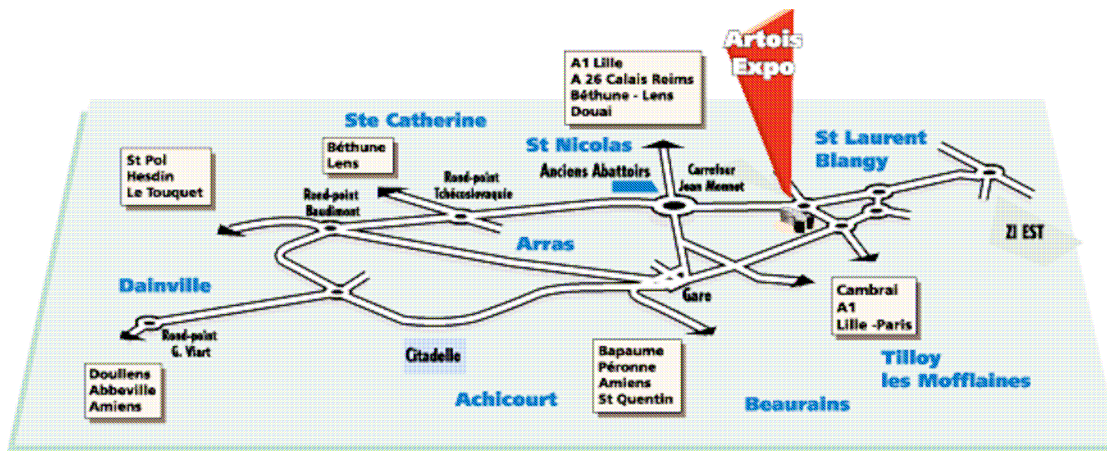 Artois
Expo
A1 Lille
A 26 Calais Reims
Béthune - Lens
Douai
Ste Catherine
St Nicolas
St Laurent
Blangy
Béthune
Lens
St Pol
Hesdin
Le Touquet
Anciens Abattoirs
Carrefour
Jean Monnet
Rond-point
Tchécoslovaquie
Rond-point
Baudimont
Arras
ZI EST
Dainville
Gare
Cambrai
A1
Lille -Paris
Rond-point
G. Viart
Citadelle
Bapaume
Péronne
Amiens
St Quentin
Tilloy
les Mofflaines
Doullens
Abbeville
Amiens
Achicourt
Beaurains